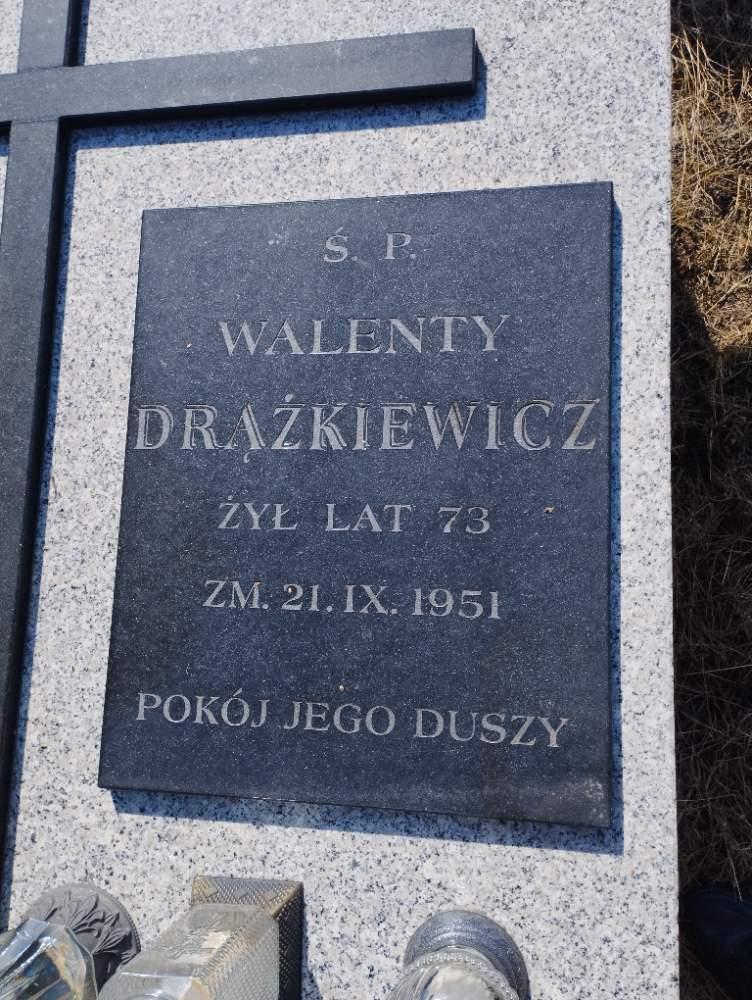 Ś. P.
WALENTY
DRĄŻKIEWICZ
ŻYŁ LAT 73
ZM. 21. IX. 1951
POKÓJ JEGO DUSZY